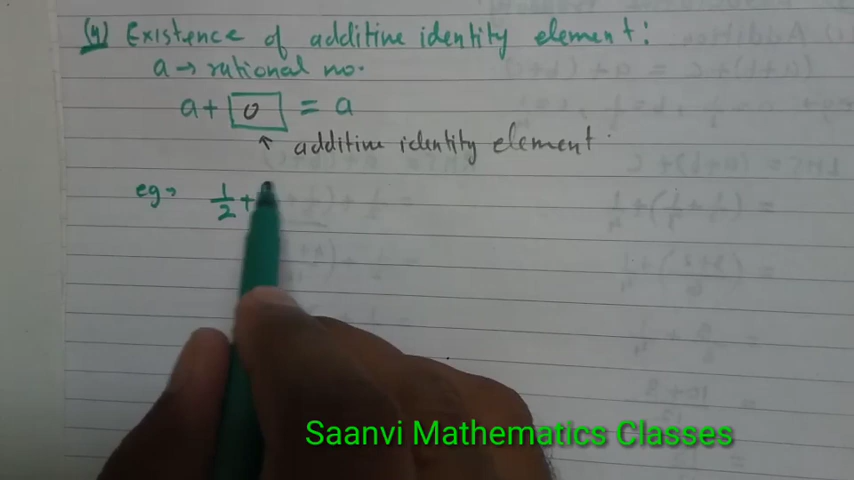 (4) Existence of additive identity element:
a → rational no.
a + 0 = a
↑ additive identity element.
eg → 1/2 +
Saanvi Mathematics Classes